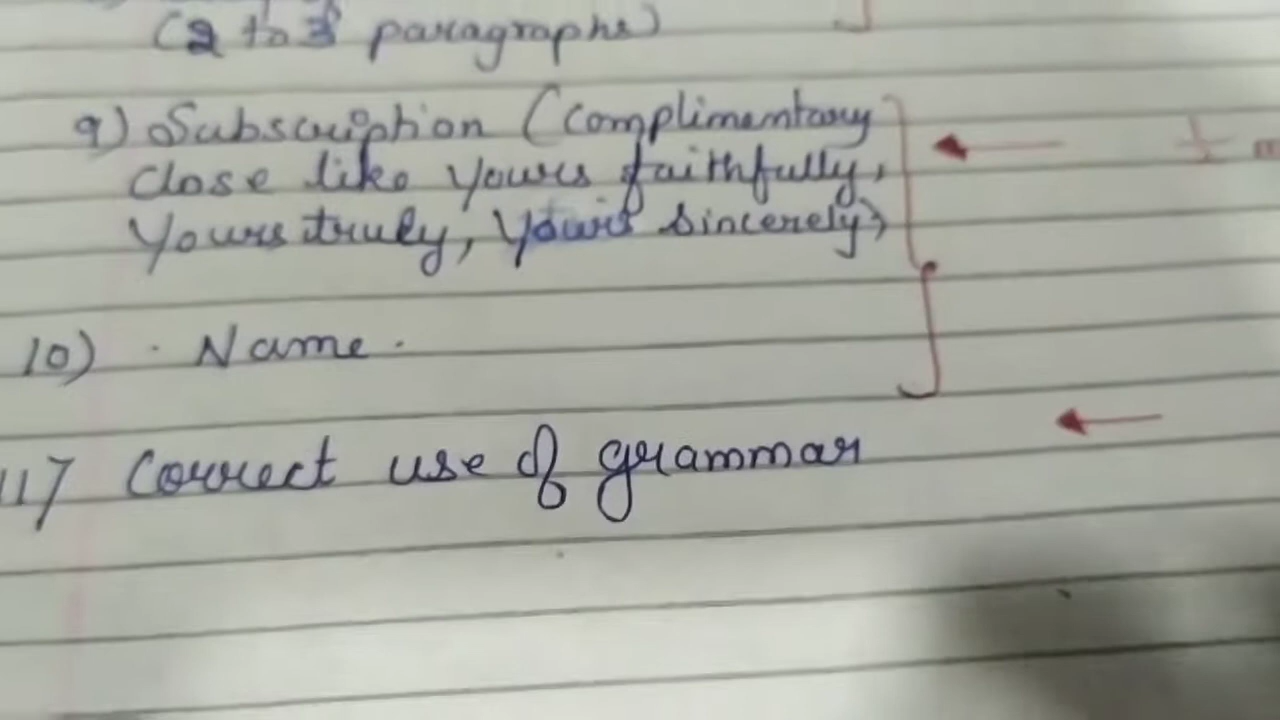 (2 to 3 paragraphs)
9) Subscription (Complimentary
close like yours faithfully,
Yours truly, Yours sincerely)
10) . Name .
11) Correct use of grammar